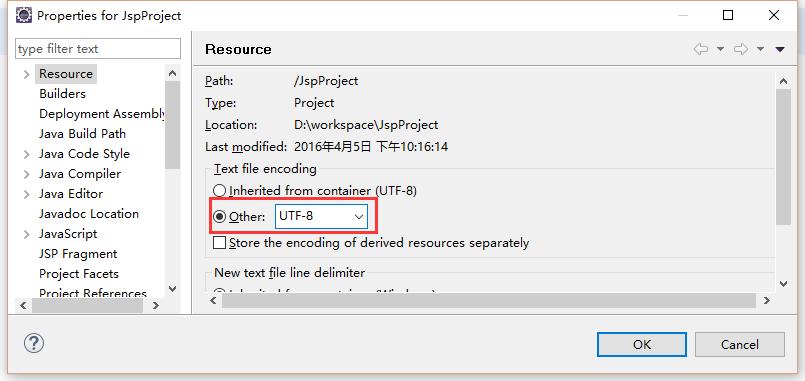 Properties for JspProject
type filter text
Resource
Builders
Deployment Assembly
Java Build Path
Java Code Style
Java Compiler
Java Editor
Javadoc Location
JavaScript
JSP Fragment
Project Facets
Project References
Resource
Path: /JspProject
Type: Project
Location: D:\workspace\JspProject
Last modified: 2016年4月5日 下午10:16:14
Text file encoding
Inherited from container (UTF-8)
Other: UTF-8
Store the encoding of derived resources separately
New text file line delimiter
Inherited from container (Windows)
OK
Cancel